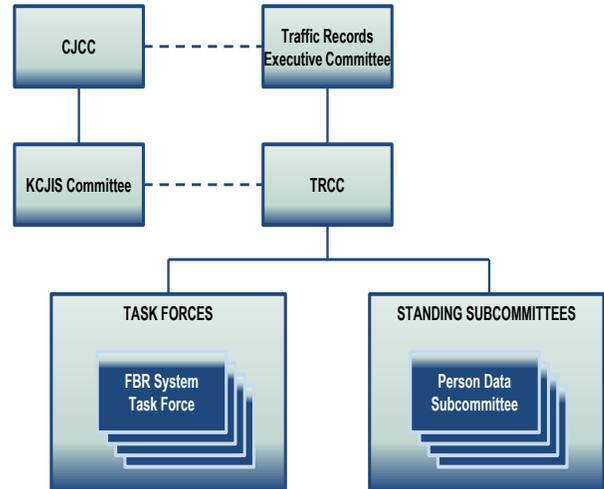 CJCC
Traffic Records
Executive Committee
KCJIS Committee
TRCC
TASK FORCES
FBR System
Task Force
STANDING SUBCOMMITTEES
Person Data
Subcommittee